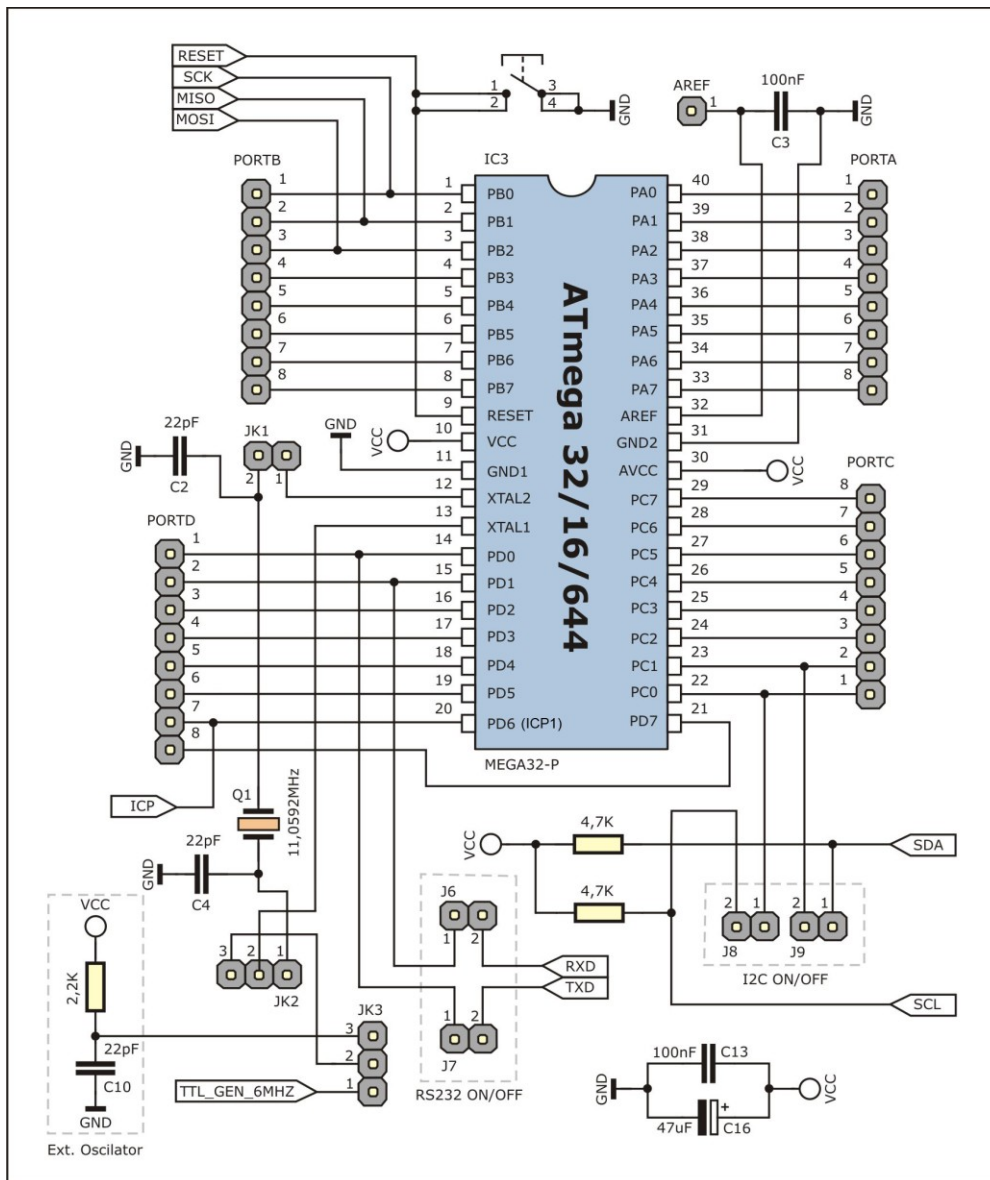 RESET
SCK
MISO
MOSI
1
2
3
4
GND
AREF
1
100nF
C3
GND
PORTB
1
2
3
4
5
6
7
8
IC3
PORTA
1
2
3
4
5
6
7
8
1 PB0 PA0 40
2 PB1 PA1 39
3 PB2 PA2 38
4 PB3 PA3 37
5 PB4 PA4 36
6 PB5 PA5 35
7 PB6 PA6 34
8 PB7 PA7 33
9 RESET AREF 32
10 VCC GND2 31
11 GND1 AVCC 30
12 XTAL2 PC7 29
13 XTAL1 PC6 28
14 PD0 PC5 27
15 PD1 PC4 26
16 PD2 PC3 25
17 PD3 PC2 24
18 PD4 PC1 23
19 PD5 PC0 22
20 PD6 (ICP1) PD7 21
ATmega 32/16/644
MEGA32-P
GND
22pF
C2
JK1
2
1
GND
VCC
VCC
PORTC
8
7
6
5
4
3
2
1
PORTD
1
2
3
4
5
6
7
8
ICP
Q1
11,0592MHz
22pF
GND
C4
VCC
2,2K
22pF
C10
GND
Ext. Oscilator
3
2
1
JK2
JK3
3
2
1
TTL_GEN_6MHZ
J6
1
2
RXD
TXD
1
2
J7
RS232 ON/OFF
VCC
4,7K
4,7K
SDA
2
1
2
1
J8
J9
I2C ON/OFF
SCL
100nF
C13
GND
VCC
+
47uF
C16